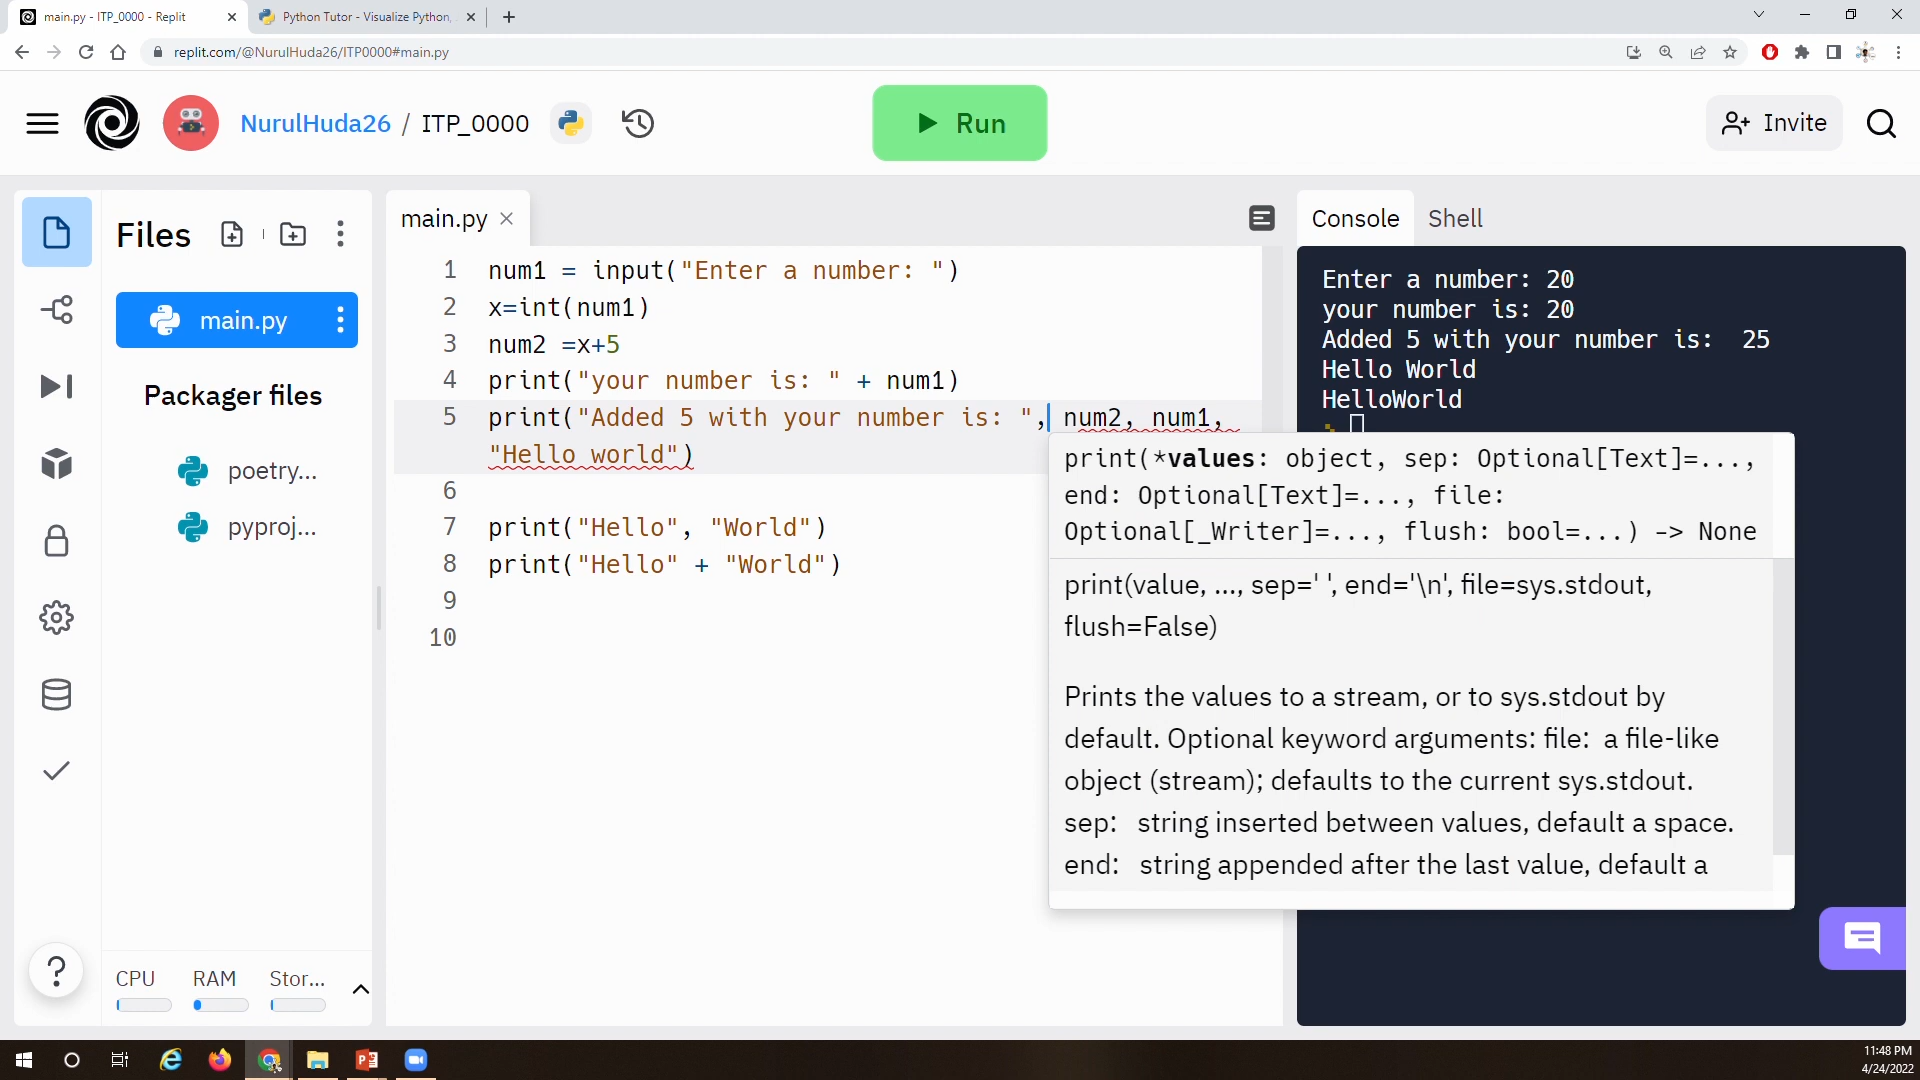 main.py - ITP_0000 - Replit
Python Tutor - Visualize Python,
replit.com/@NurulHuda26/ITP0000#main.py
NurulHuda26 / ITP_0000
Run
Invite
Files
main.py
Packager files
poetry...
pyproj...
CPU RAM Stor...
main.py
1 num1 = input("Enter a number: ")
2 x=int(num1)
3 num2 =x+5
4 print("your number is: " + num1)
5 print("Added 5 with your number is: ", num2, num1,
"Hello world")
6
7 print("Hello", "World")
8 print("Hello" + "World")
9
10
print(*values: object, sep: Optional[Text]=...,
end: Optional[Text]=..., file:
Optional[_Writer]=..., flush: bool=...) -> None
print(value, ..., sep=' ', end='\n', file=sys.stdout,
flush=False)
Prints the values to a stream, or to sys.stdout by
default. Optional keyword arguments: file: a file-like
object (stream); defaults to the current sys.stdout.
sep: string inserted between values, default a space.
end: string appended after the last value, default a
Console Shell
Enter a number: 20
your number is: 20
Added 5 with your number is:  25
Hello World
HelloWorld
11:48 PM
4/24/2022